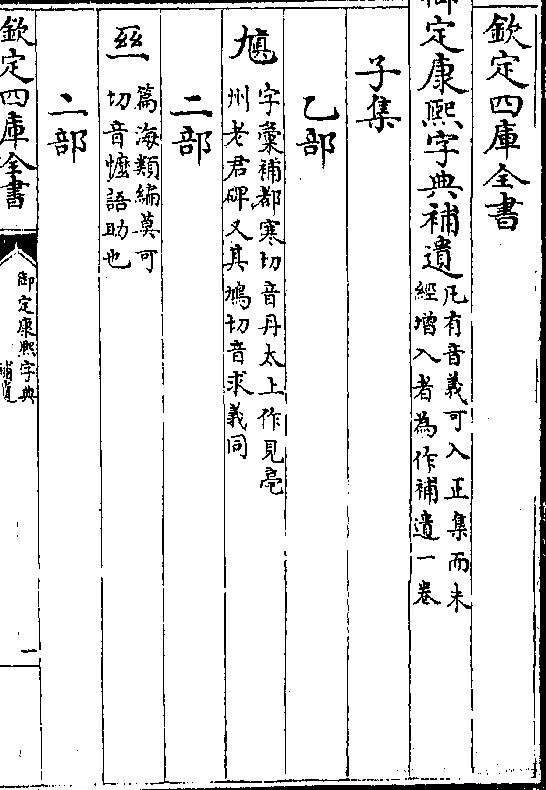 欽定四庫全書
御定康熙字典補遺
凡有音義可入正集而未
經增入者為作補遺一卷
子集
乙部
字彙補都寒切音丹太上作見亳
州老君碑又其鳩切音求義同
二部
篇海類編莫可
切音懡語助也
亠部
欽定四庫全書
御定康熙字典
補遺
一